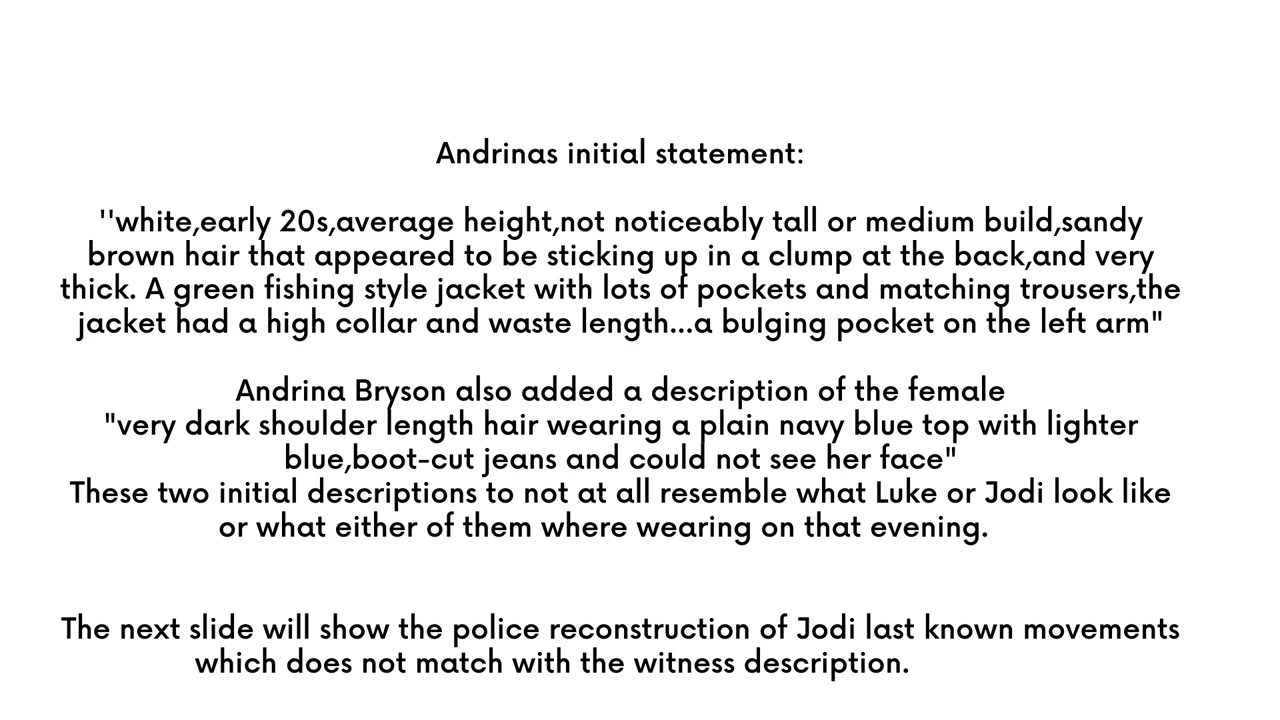 Andrinas initial statement:
''white,early 20s,average height,not noticeably tall or medium build,sandy
brown hair that appeared to be sticking up in a clump at the back,and very
thick. A green fishing style jacket with lots of pockets and matching trousers,the
jacket had a high collar and waste length...a bulging pocket on the left arm"
Andrina Bryson also added a description of the female
"very dark shoulder length hair wearing a plain navy blue top with lighter
blue,boot-cut jeans and could not see her face"
These two initial descriptions to not at all resemble what Luke or Jodi look like
or what either of them where wearing on that evening.
The next slide will show the police reconstruction of Jodi last known movements
which does not match with the witness description.